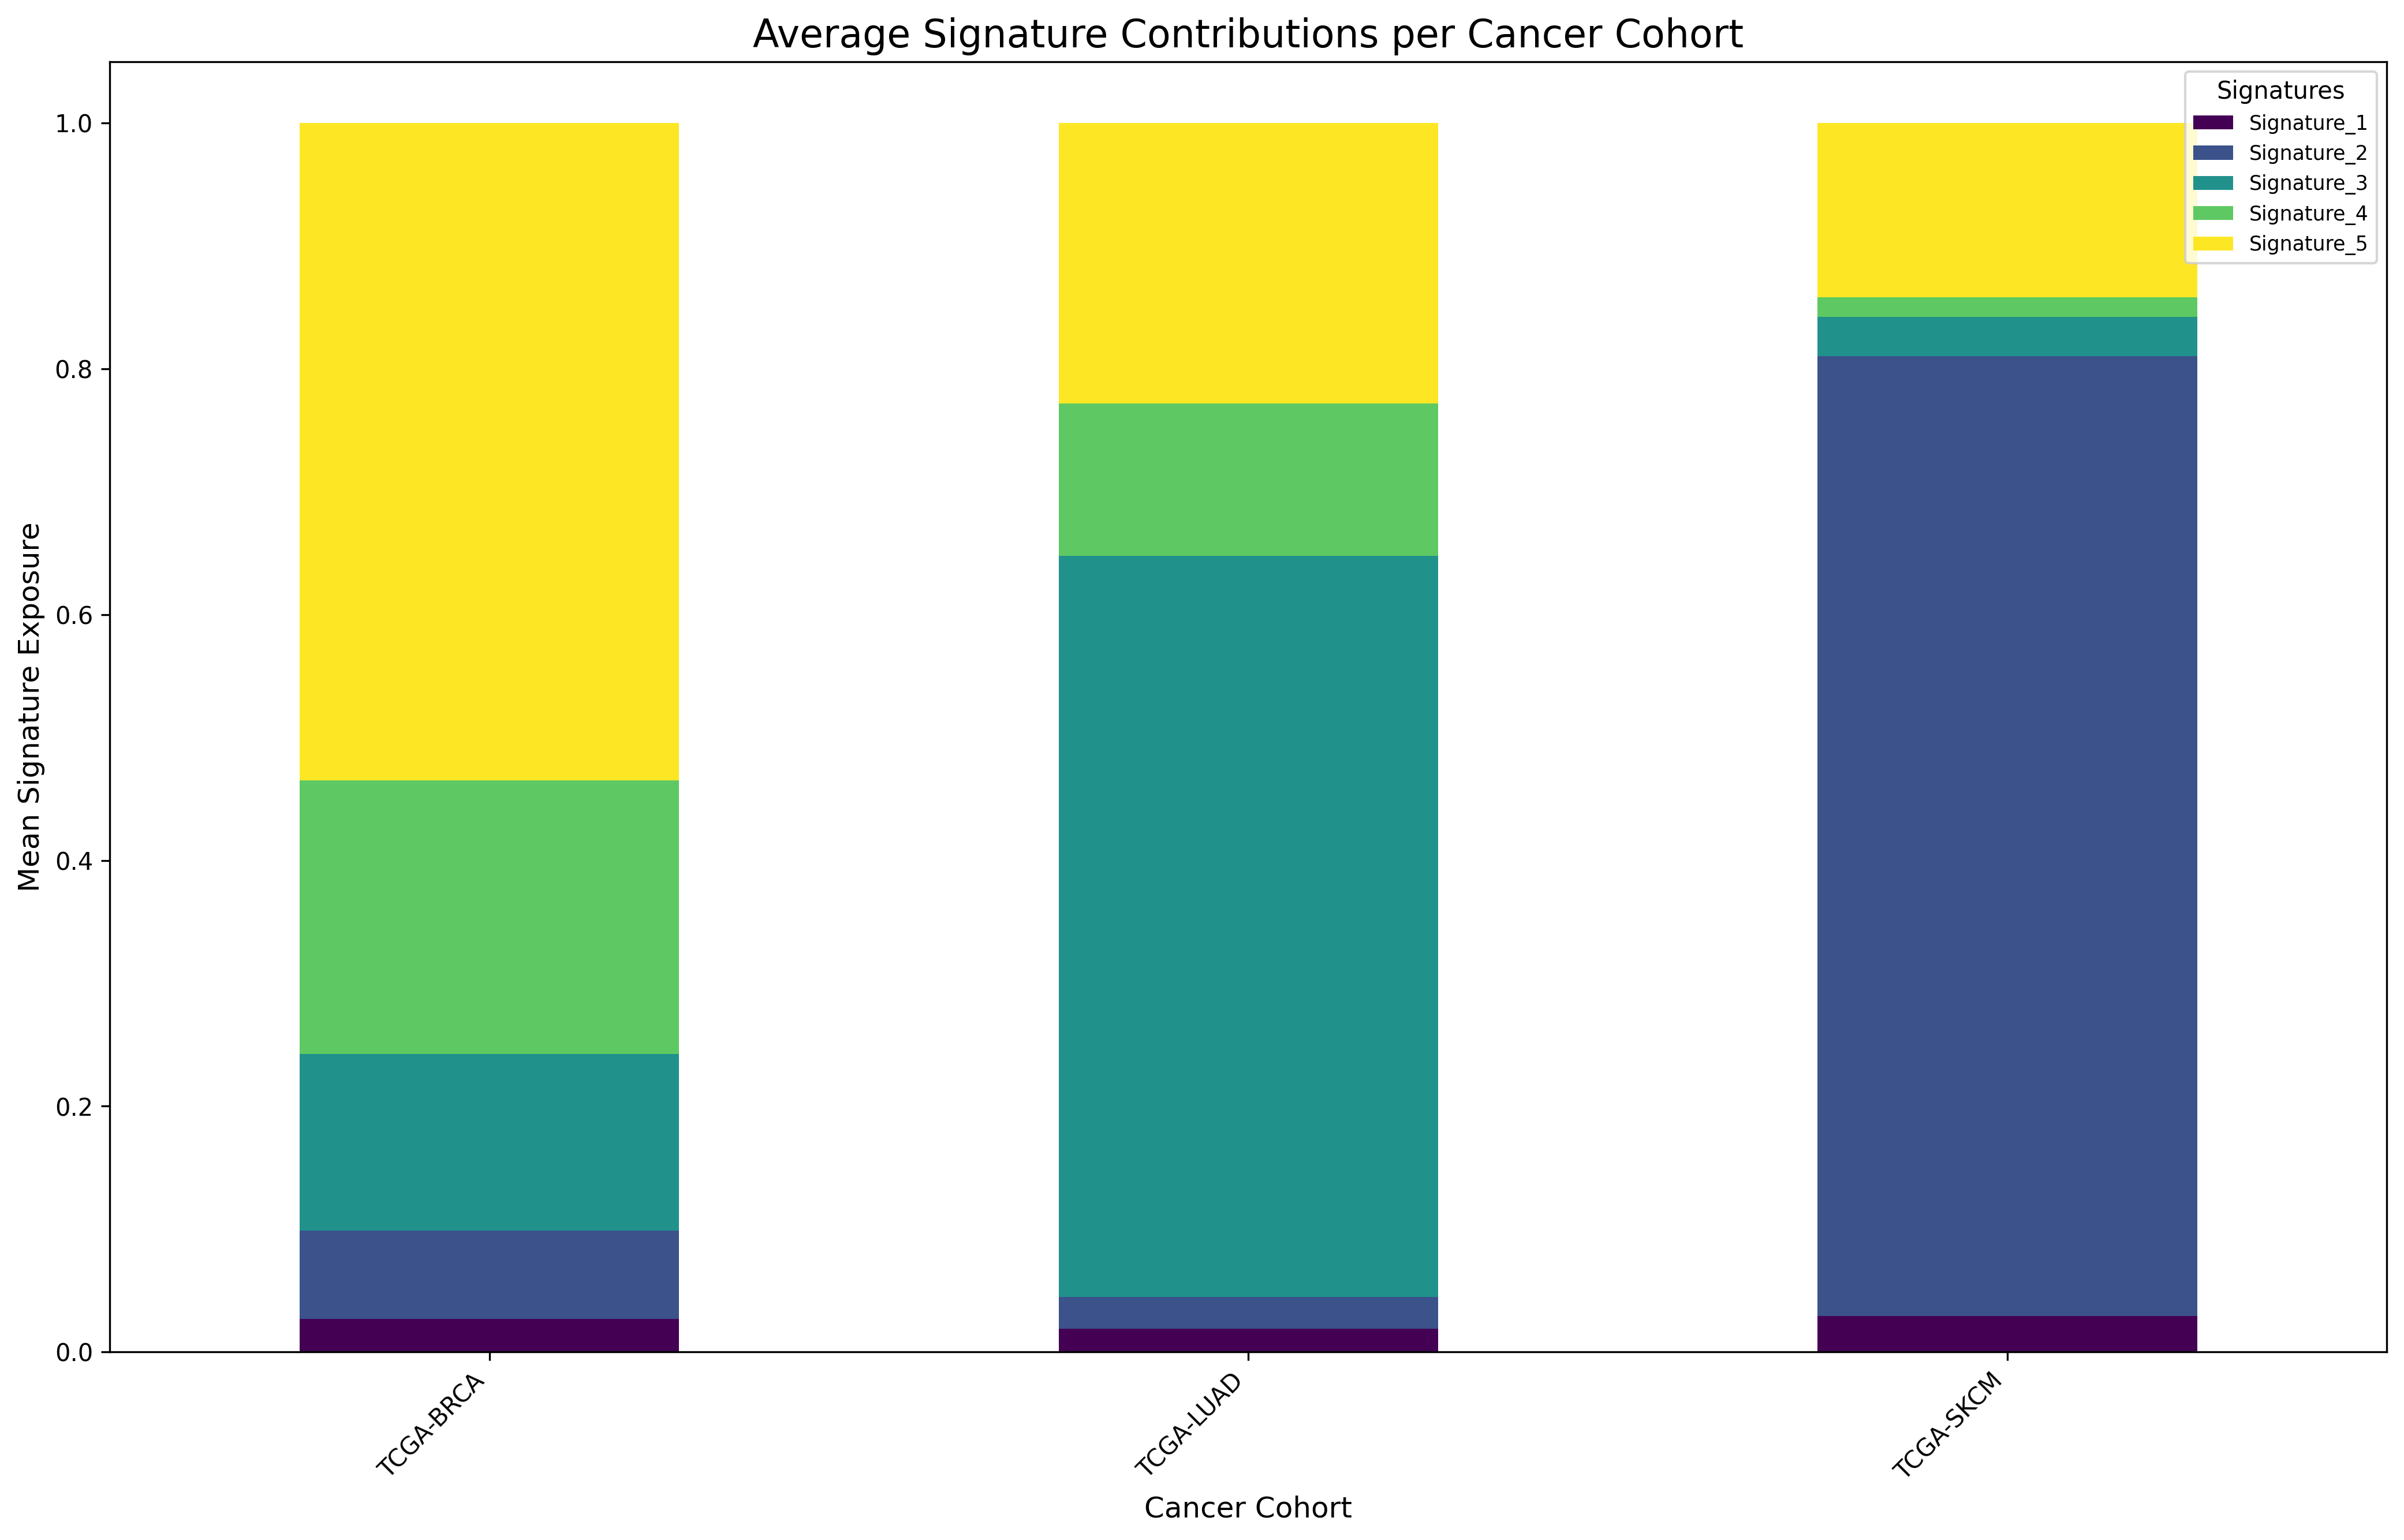 Average Signature Contributions per Cancer Cohort
Signatures
Signature_1
Signature_2
Signature_3
Signature_4
Signature_5
Mean Signature Exposure
1.0
0.8
0.6
0.4
0.2
0.0
TCGA-BRCA
TCGA-LUAD
TCGA-SKCM
Cancer Cohort